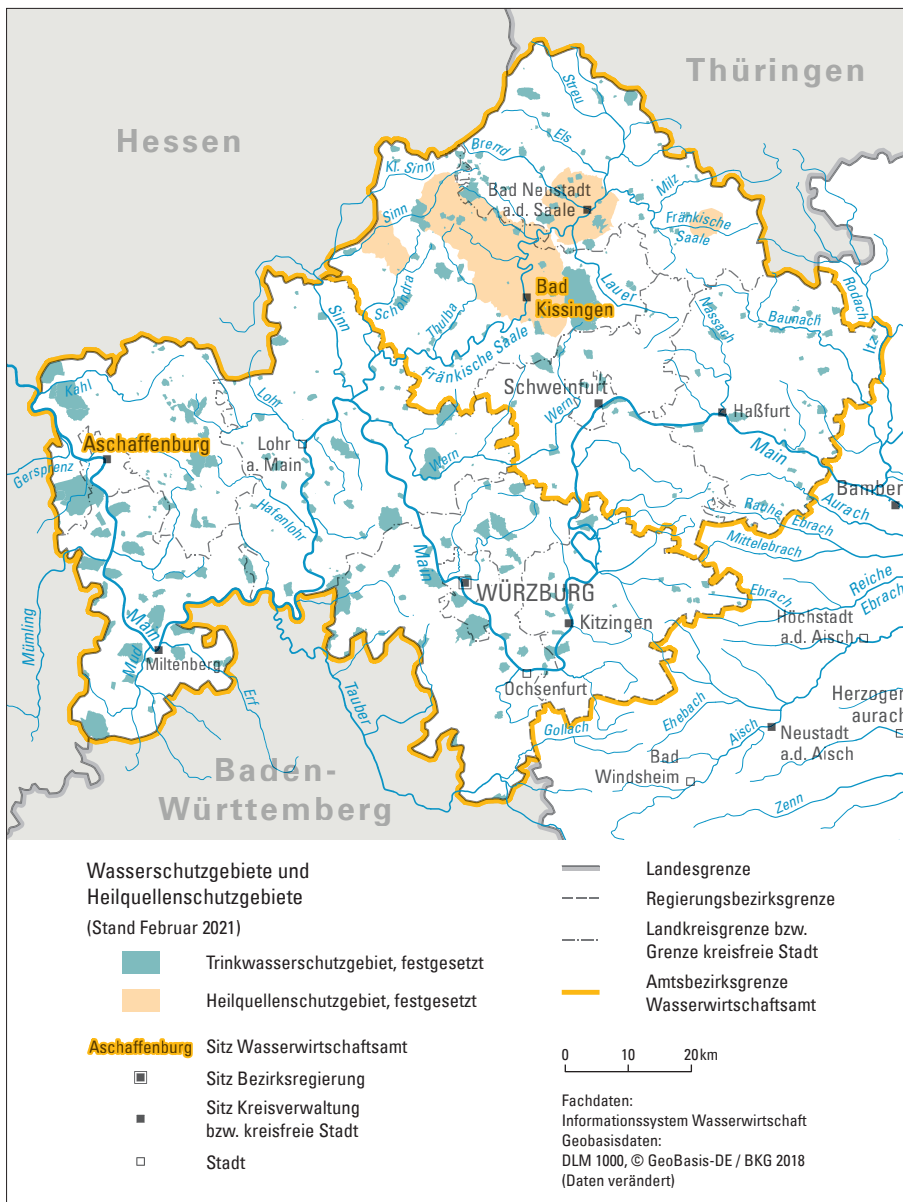 Thüringen
Hessen
Streu
Els
Brend
Kl. Sinn
Milz
Bad Neustadt
a.d. Saale
Sinn
Fränkische
Saale
Bad
Kissingen
Lauer
Rodach
Schondra
Sinn
Thulba
Nassach
Baunach
Itz
Fränkische Saale
Kahl
Schweinfurt
Lohr
Wern
Haßfurt
Aschaffenburg
Lohr
a. Main
Main
Gersprenz
Wern
Bamber
Hafenlohr
Aurach
Rauhe Ebrach
Mittelebrach
Main
Reiche
Ebrach
WÜRZBURG
Ebrach
Mümling
Main
Kitzingen
Höchstadt
a.d. Aisch
Mud
Miltenberg
Tauber
Ochsenfurt
Erf
Herzogen
aurach
Ehebach
Gollach
Aisch
Neustadt
a.d. Aisch
Bad
Windsheim
Baden-
Württemberg
Zenn
Wasserschutzgebiete und
Heilquellenschutzgebiete
(Stand Februar 2021)
Trinkwasserschutzgebiet, festgesetzt
Heilquellenschutzgebiet, festgesetzt
Aschaffenburg Sitz Wasserwirtschaftsamt
Sitz Bezirksregierung
Sitz Kreisverwaltung
bzw. kreisfreie Stadt
Stadt
Landesgrenze
Regierungsbezirksgrenze
Landkreisgrenze bzw.
Grenze kreisfreie Stadt
Amtsbezirksgrenze
Wasserwirtschaftsamt
0 10 20 km
Fachdaten:
Informationssystem Wasserwirtschaft
Geobasisdaten:
DLM 1000, © GeoBasis-DE / BKG 2018
(Daten verändert)